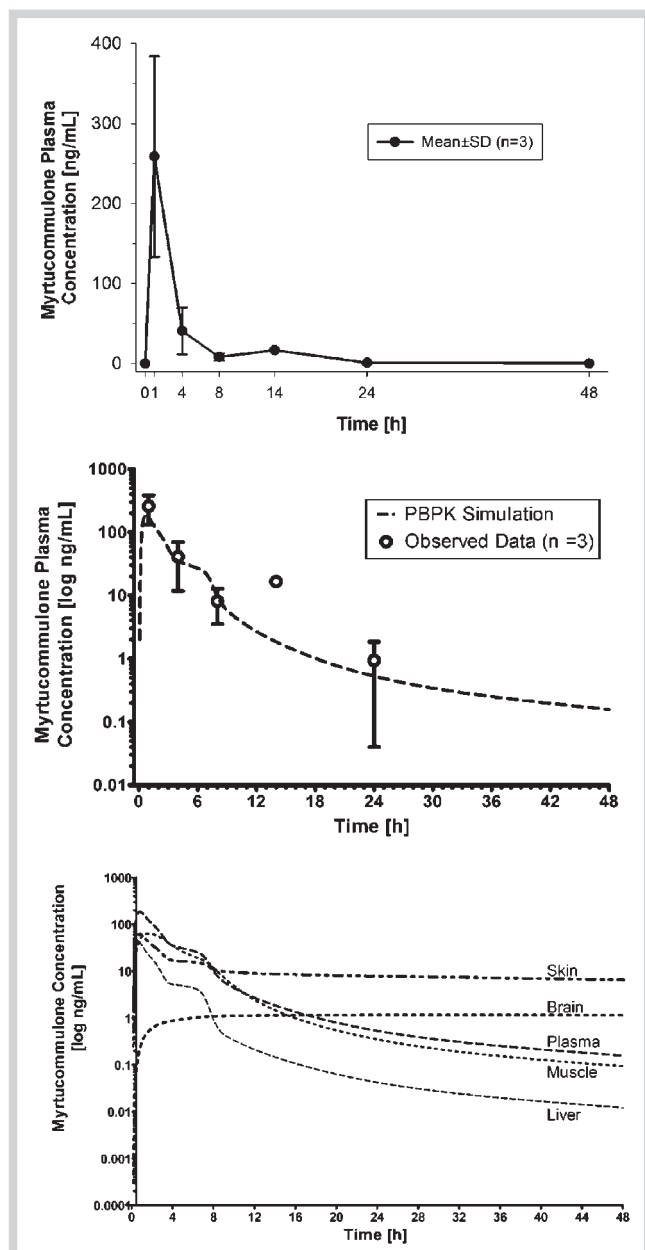 400
300
200
100
0
Myrtucommulone Plasma
Concentration [ng/mL]
Mean±SD (n=3)
0 1 4 8 14 24 48
Time [h]
1000
100
10
1
0.1
0.01
Myrtucommulone Plasma
Concentration [log ng/mL]
PBPK Simulation
Observed Data (n =3)
0 6 12 18 24 30 36 42 48
Time [h]
1000
100
10
1
0.1
0.01
0.001
0.0001
Myrtucommulone Concentration
[log ng/mL]
Skin
Brain
Plasma
Muscle
Liver
0 4 8 12 16 20 24 28 32 36 40 44 48
Time [h]